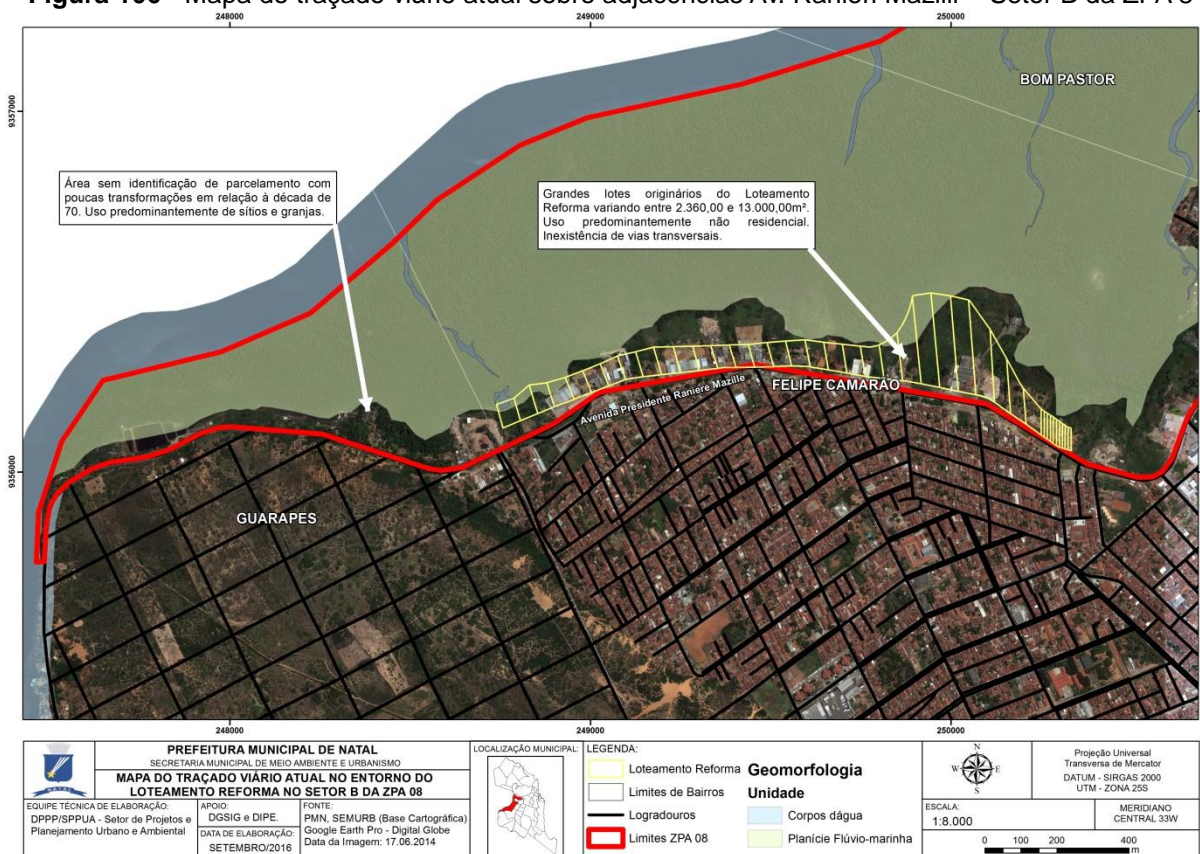 Figura 106 - Mapa do traçado viário atual sobre adjacências Av. Ranieri Mazilli – Setor B da ZPA 8
248000
249000
250000
9357000
9356000
BOM PASTOR
Área sem identificação de parcelamento com
poucas transformações em relação à década de
70. Uso predominantemente de sítios e granjas.
Grandes lotes originários do Loteamento
Reforma variando entre 2.360,00 e 13.000,00m².
Uso predominantemente não residencial.
Inexistência de vias transversais.
Avenida Presidente Raniere Mazille
FELIPE CAMARÃO
GUARAPES
248000
249000
250000
NATAL
PREFEITURA MUNICIPAL DE NATAL
SECRETARIA MUNICIPAL DE MEIO AMBIENTE E URBANISMO
MAPA DO TRAÇADO VIÁRIO ATUAL NO ENTORNO DO
LOTEAMENTO REFORMA NO SETOR B DA ZPA 08
EQUIPE TÉCNICA DE ELABORAÇÃO:
DPPP/SPPUA - Setor de Projetos e
Planejamento Urbano e Ambiental
APOIO:
DGSIG e DIPE.
DATA DE ELABORAÇÃO:
SETEMBRO/2016
FONTE:
PMN, SEMURB (Base Cartográfica)
Google Earth Pro - Digital Globe
Data da Imagem: 17.06.2014
LOCALIZAÇÃO MUNICIPAL:
LEGENDA:
Loteamento Reforma
Limites de Bairros
Logradouros
Limites ZPA 08
Geomorfologia
Unidade
Corpos dágua
Planície Flúvio-marinha
N
W
E
S
Projeção Universal
Transversa de Mercator
DATUM - SIRGAS 2000
UTM - ZONA 25S
ESCALA:
1:8.000
MERIDIANO
CENTRAL 33W
0 100 200 400
m